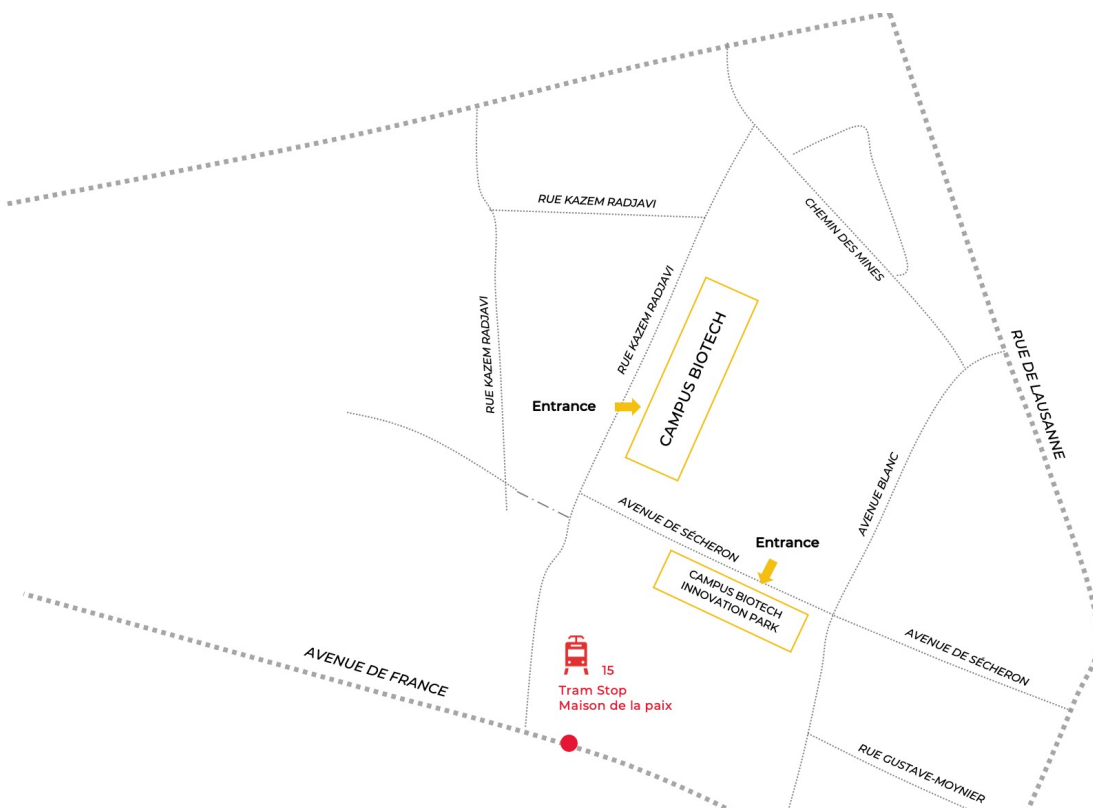 RUE KAZEM RADJAVI
CHEMIN DES MINES
RUE KAZEM RADJAVI
RUE KAZEM RADJAVI
RUE DE LAUSANNE
CAMPUS BIOTECH
Entrance
AVENUE BLANC
AVENUE DE SÉCHERON
Entrance
CAMPUS BIOTECH
INNOVATION PARK
AVENUE DE SÉCHERON
AVENUE DE FRANCE
15
Tram Stop
Maison de la paix
RUE GUSTAVE-MOYNIER